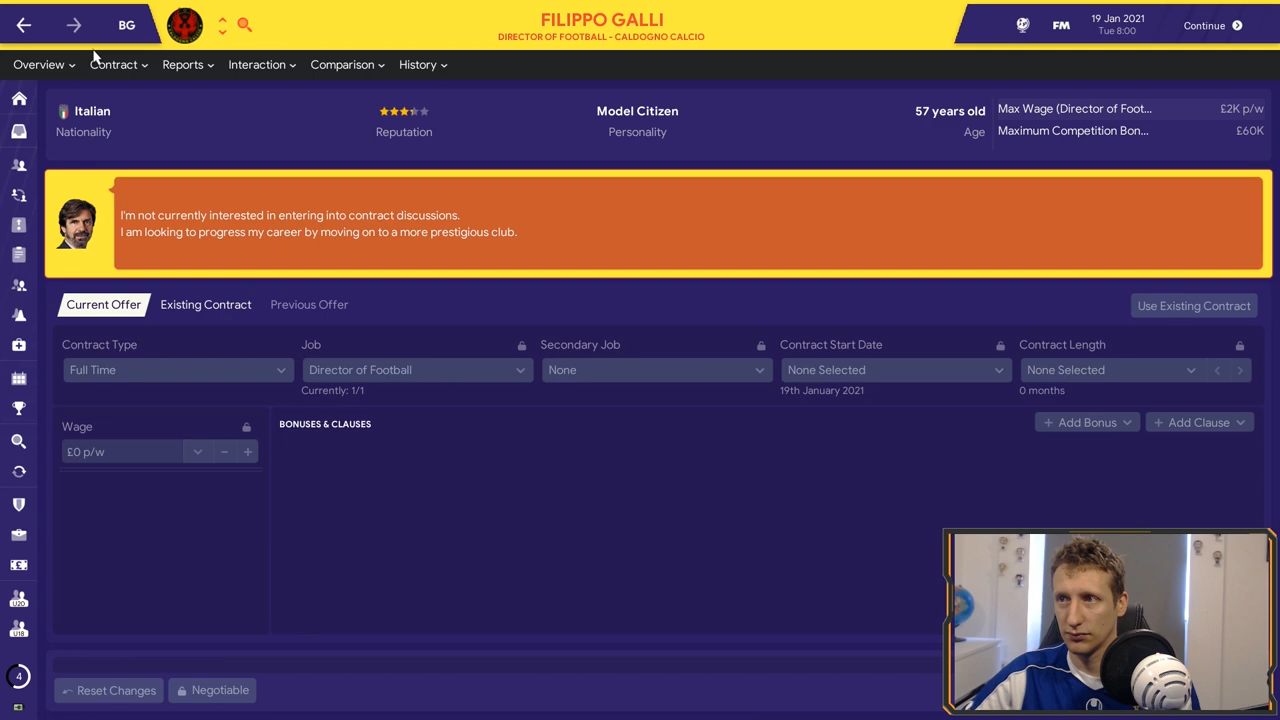 BG
FILIPPO GALLI
DIRECTOR OF FOOTBALL - CALDOGNO CALCIO
FM
19 Jan 2021
Tue 8:00
Continue
Overview
Contract
Reports
Interaction
Comparison
History
Italian
Nationality
Reputation
Model Citizen
Personality
57 years old
Age
Max Wage (Director of Foot... £2K p/w
Maximum Competition Bon... £60K
I'm not currently interested in entering into contract discussions.
I am looking to progress my career by moving on to a more prestigious club.
Current Offer
Existing Contract
Previous Offer
Use Existing Contract
Contract Type
Job
Secondary Job
Contract Start Date
Contract Length
Full Time
Director of Football
None
None Selected
None Selected
Currently: 1/1
19th January 2021
0 months
Wage
BONUSES & CLAUSES
+ Add Bonus
+ Add Clause
£0 p/w
U20
U18
4
Reset Changes
Negotiable